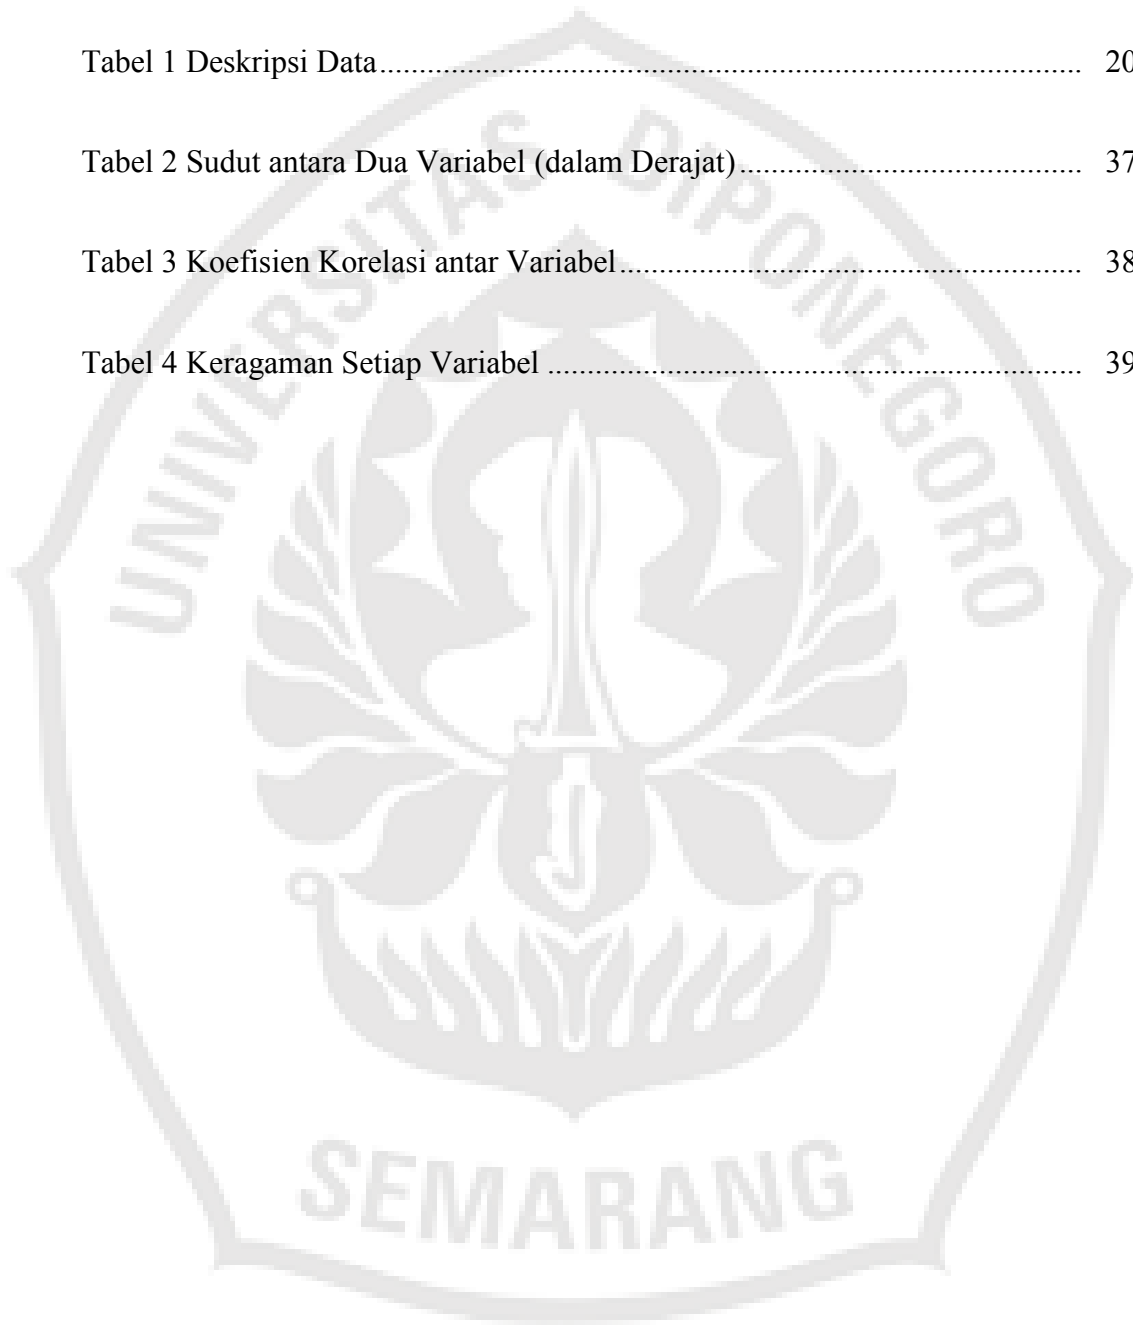 Tabel 1 Deskripsi Data.......................................................................................... 20
Tabel 2 Sudut antara Dua Variabel (dalam Derajat)............................................ 37
Tabel 3 Koefisien Korelasi antar Variabel........................................................... 38
Tabel 4 Keragaman Setiap Variabel .................................................................... 39
UNIVERSITAS DIPONEGORO
SEMARANG